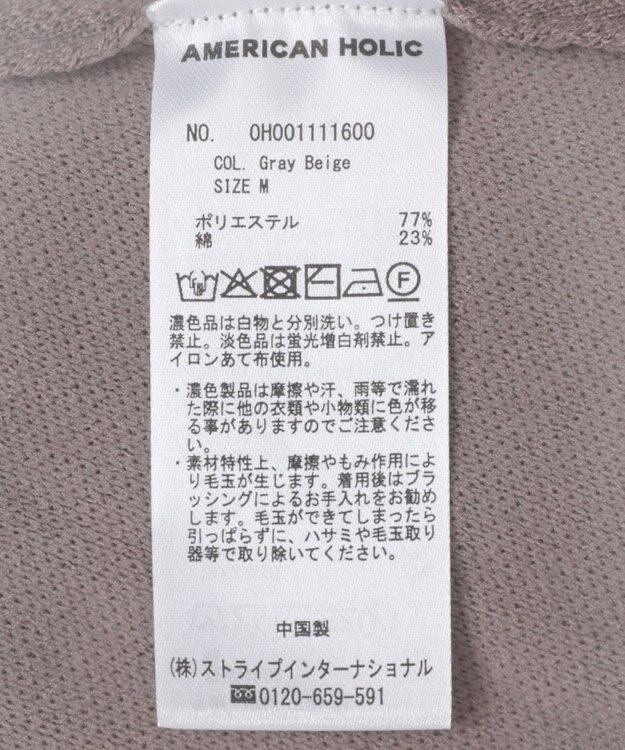 AMERICAN HOLIC
NO. OH001111600
COL. Gray Beige
SIZE M
ポリエステル 77%
綿 23%
F
濃色品は白物と分別洗い。つけ置き
禁止。淡色品は蛍光増白剤禁止。ア
イロンあて布使用。
・濃色製品は摩擦や汗、雨等で濡れ
た際に他の衣類や小物類に色が移
る事がありますのでご注意くださ
い。
・素材特性上、摩擦やもみ作用によ
り毛玉が生じます。着用後はブラ
ッシングによるお手入れをお勧め
します。毛玉ができてしまったら
引っぱらずに、ハサミや毛玉取り
器等で取り除いてください。
中国製
(株)ストライプインターナショナル
0120-659-591